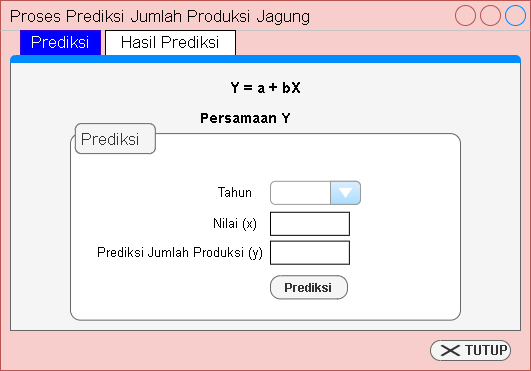 Proses Prediksi Jumlah Produksi Jagung
Prediksi Hasil Prediksi
Y = a + bX
Persamaan Y
Prediksi
Tahun
Nilai (x)
Prediksi Jumlah Produksi (y)
Prediksi
TUTUP